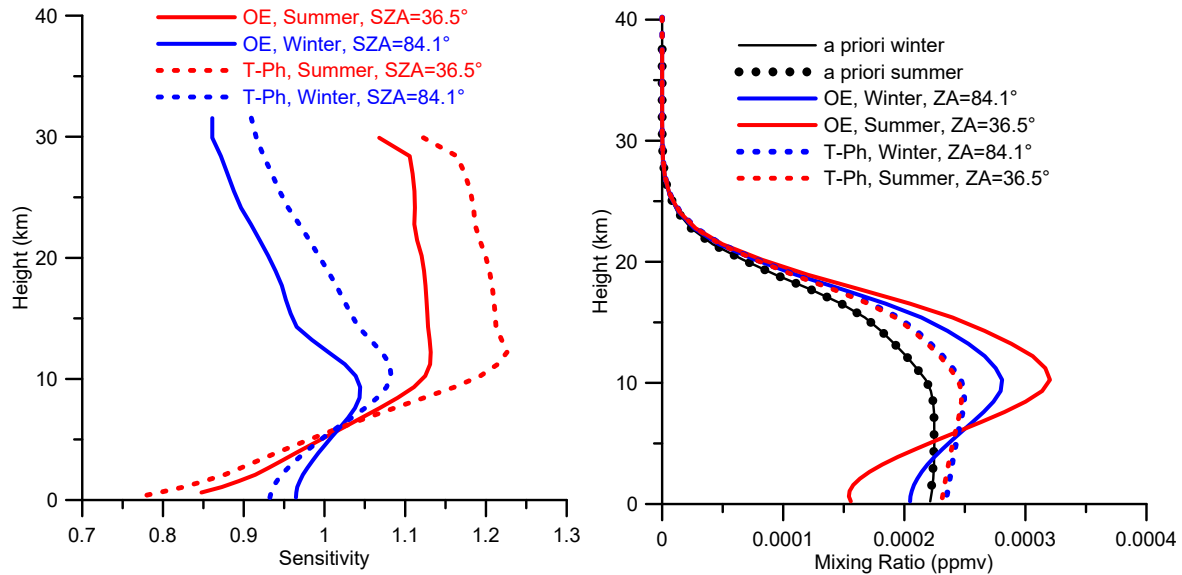 40
30
20
10
0
Height (km)
0.7 0.8 0.9 1 1.1 1.2 1.3
Sensitivity
OE, Summer, SZA=36.5°
OE, Winter, SZA=84.1°
T-Ph, Summer, SZA=36.5°
T-Ph, Winter, SZA=84.1°
40
30
20
10
0
Height (km)
0 0.0001 0.0002 0.0003 0.0004
Mixing Ratio (ppmv)
a priori winter
a priori summer
OE, Winter, ZA=84.1°
OE, Summer, ZA=36.5°
T-Ph, Winter, ZA=84.1°
T-Ph, Summer, ZA=36.5°